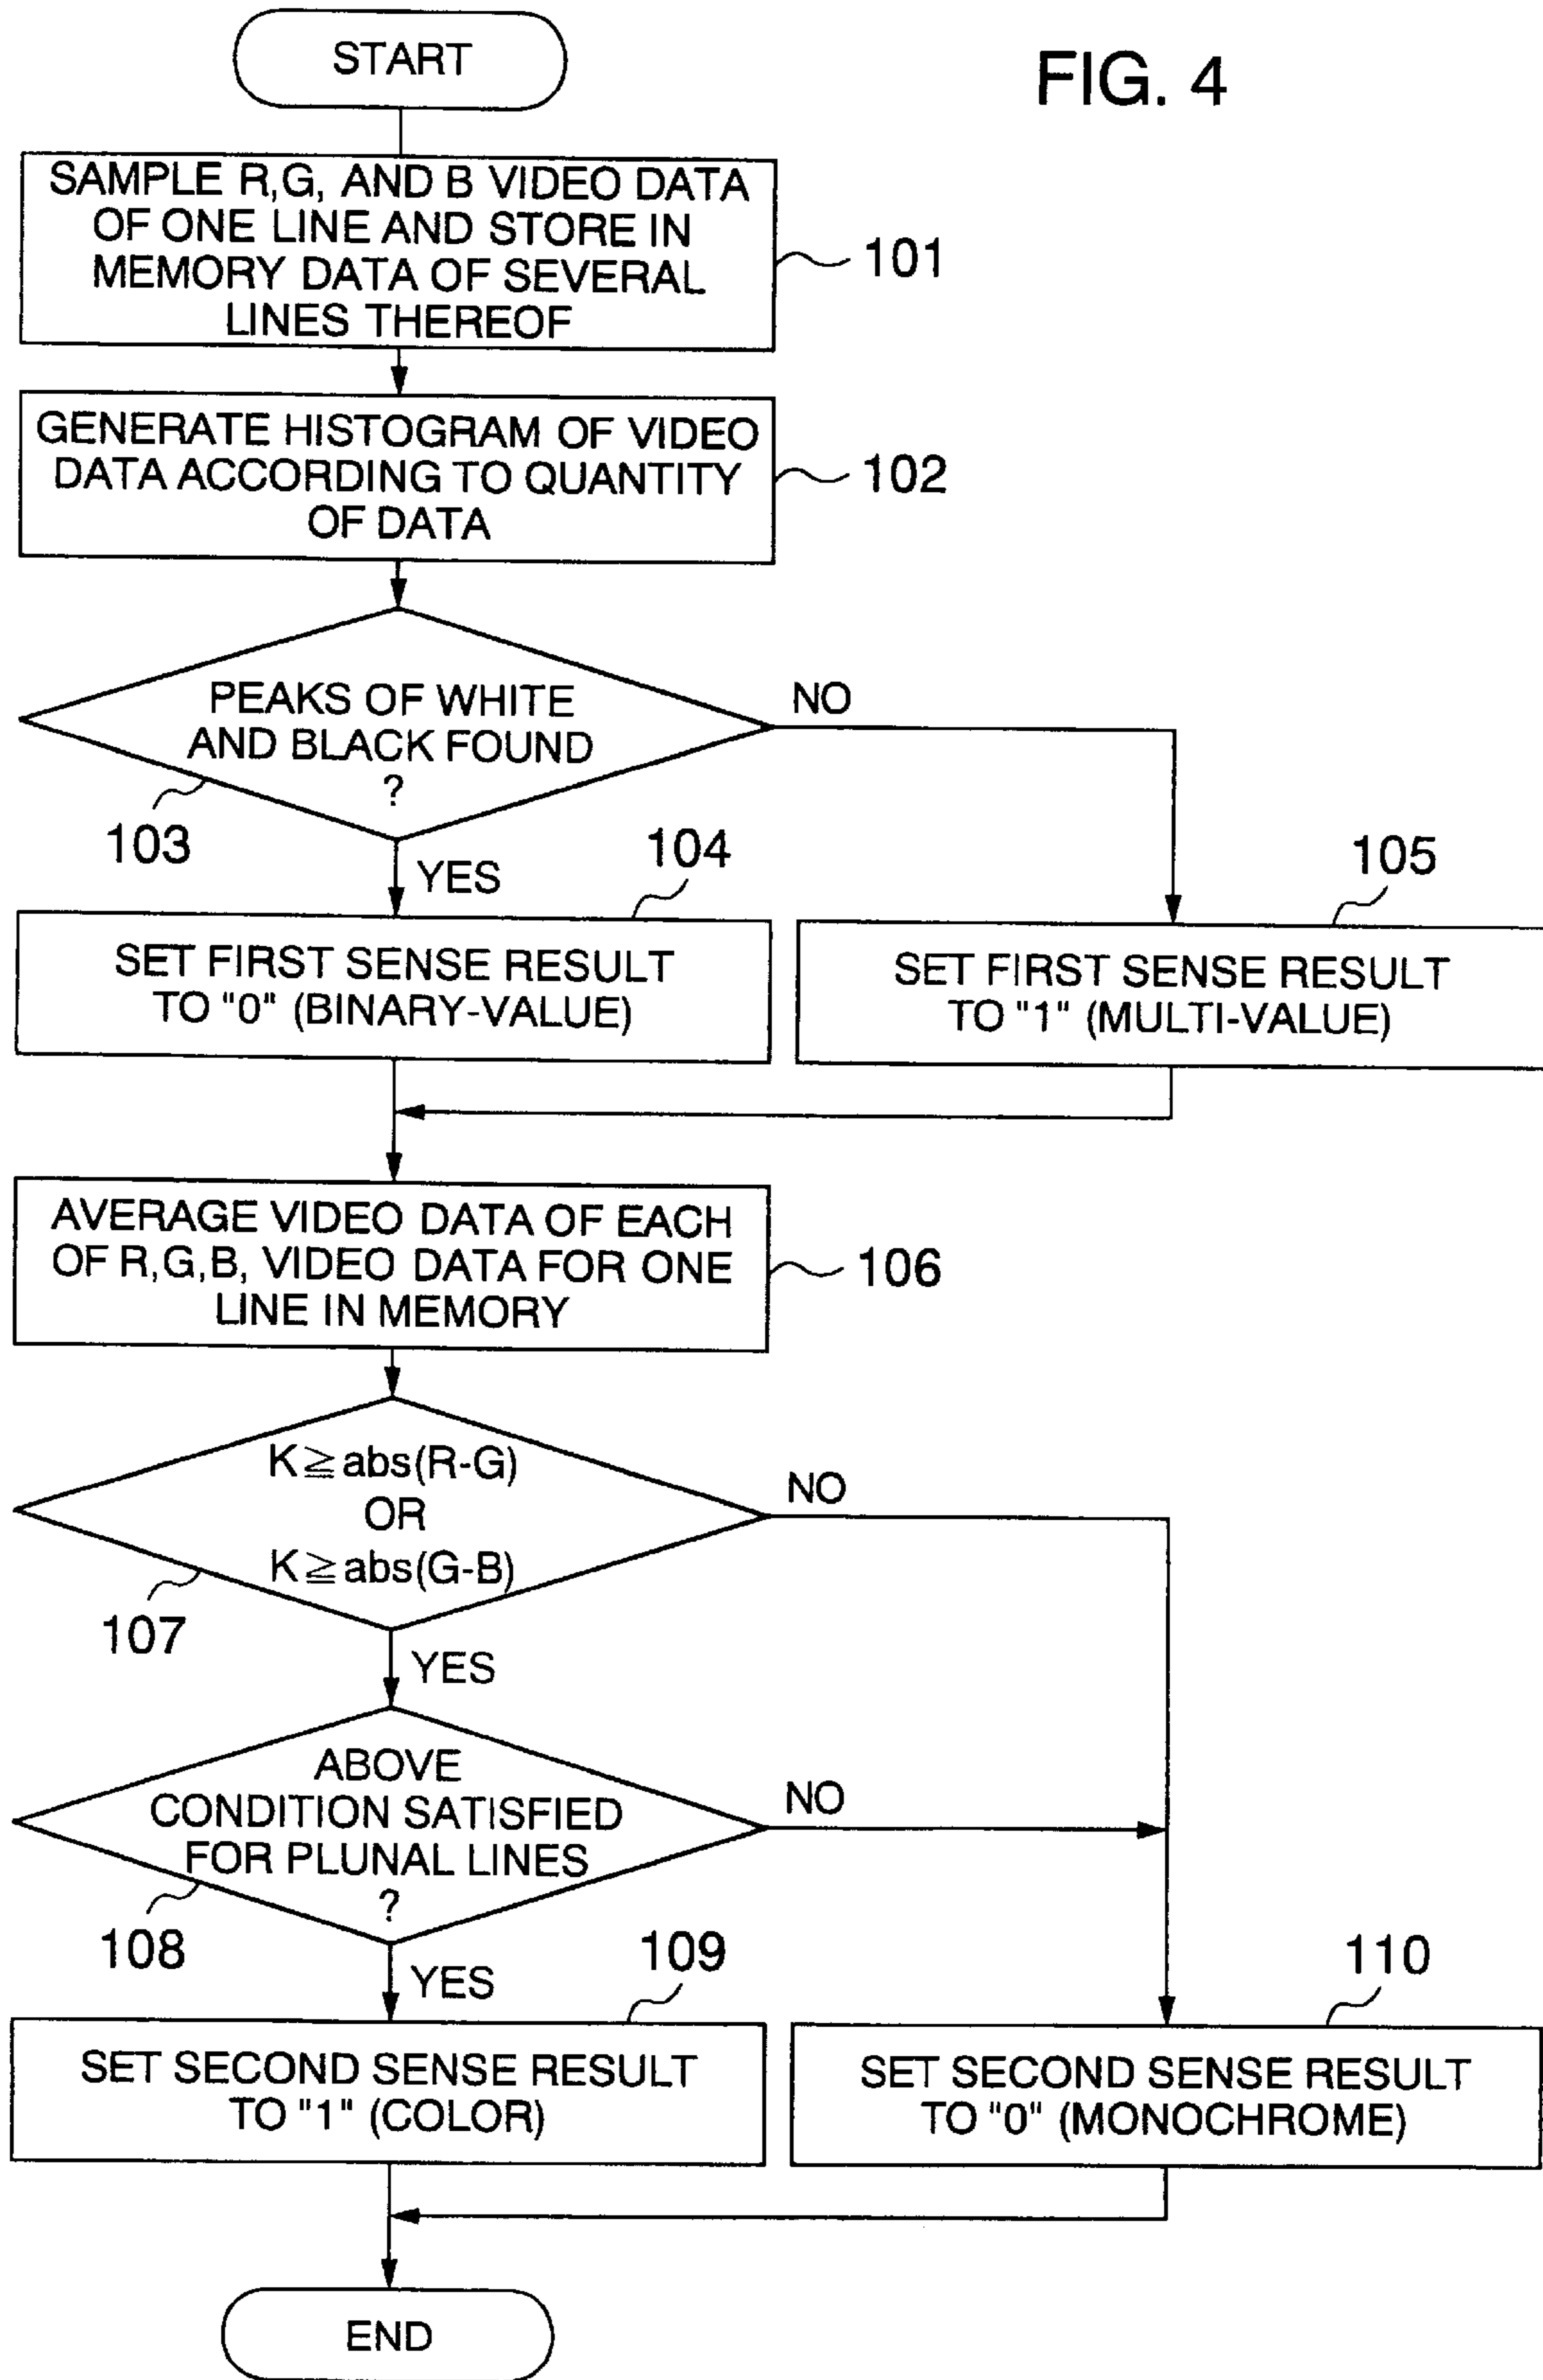 FIG. 4
START
SAMPLE R,G, AND B VIDEO DATA
OF ONE LINE AND STORE IN
MEMORY DATA OF SEVERAL
LINES THEREOF
101
GENERATE HISTOGRAM OF VIDEO
DATA ACCORDING TO QUANTITY
OF DATA
102
PEAKS OF WHITE
AND BLACK FOUND
?
NO
103
YES
104
105
SET FIRST SENSE RESULT
TO "0" (BINARY-VALUE)
SET FIRST SENSE RESULT
TO "1" (MULTI-VALUE)
AVERAGE VIDEO DATA OF EACH
OF R,G,B, VIDEO DATA FOR ONE
LINE IN MEMORY
106
K≧abs(R-G)
OR
K≧abs(G-B)
NO
107
YES
ABOVE
CONDITION SATISFIED
FOR PLUNAL LINES
?
NO
108
YES
109
110
SET SECOND SENSE RESULT
TO "1" (COLOR)
SET SECOND SENSE RESULT
TO "0" (MONOCHROME)
END